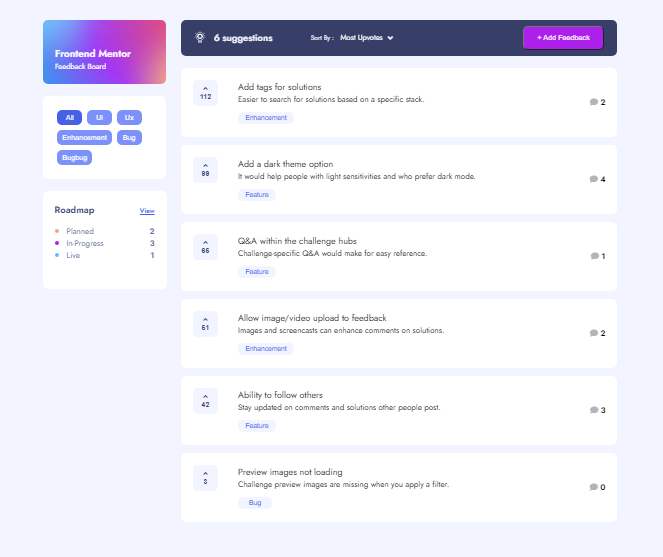 Frontend Mentor
Feedback Board
All UI Ux
Enhancement Bug
Bugbug
Roadmap View
Planned 2
In-Progress 3
Live 1
6 suggestions Sort By : Most Upvotes + Add Feedback
112
Add tags for solutions
Easier to search for solutions based on a specific stack.
Enhancement
2
99
Add a dark theme option
It would help people with light sensitivities and who prefer dark mode.
Feature
4
65
Q&A within the challenge hubs
Challenge-specific Q&A would make for easy reference.
Feature
1
51
Allow image/video upload to feedback
Images and screencasts can enhance comments on solutions.
Enhancement
2
42
Ability to follow others
Stay updated on comments and solutions other people post.
Feature
3
3
Preview images not loading
Challenge preview images are missing when you apply a filter.
Bug
0